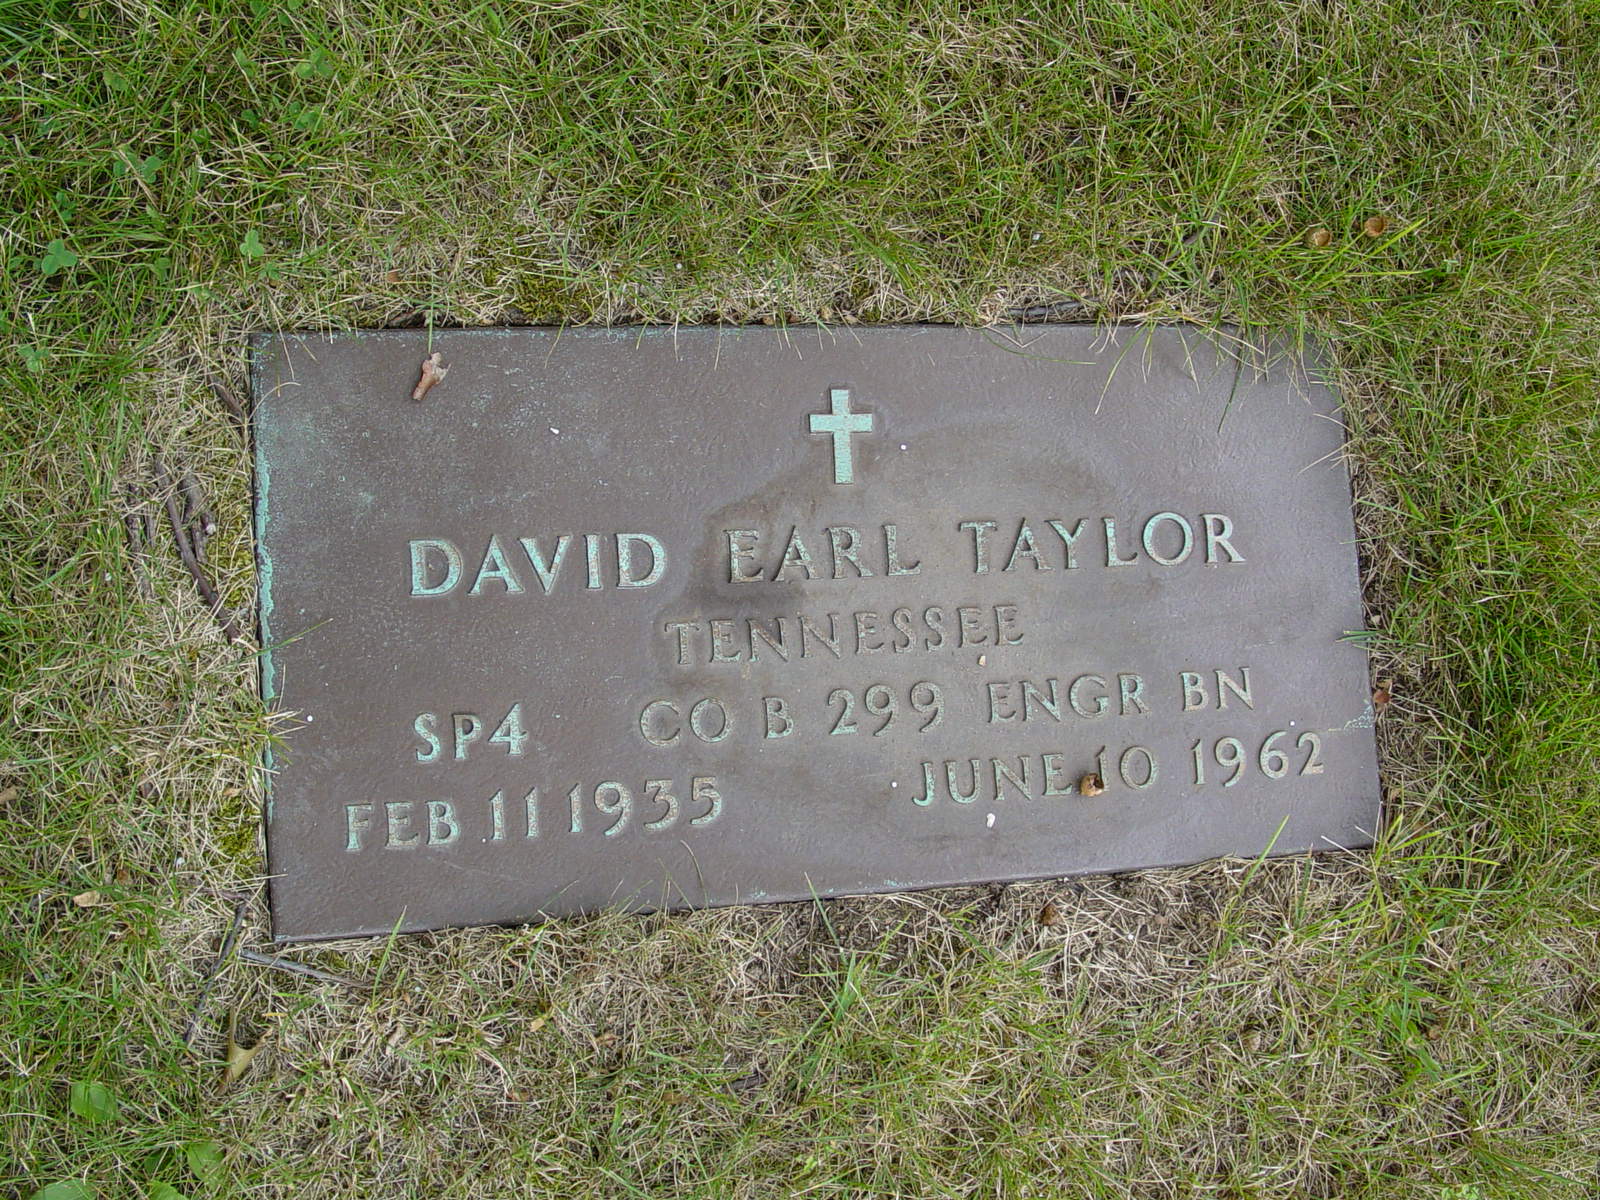 DAVID EARL TAYLOR
TENNESSEE
SP4 CO B 299 ENGR BN
FEB 11 1935 JUNE 10 1962